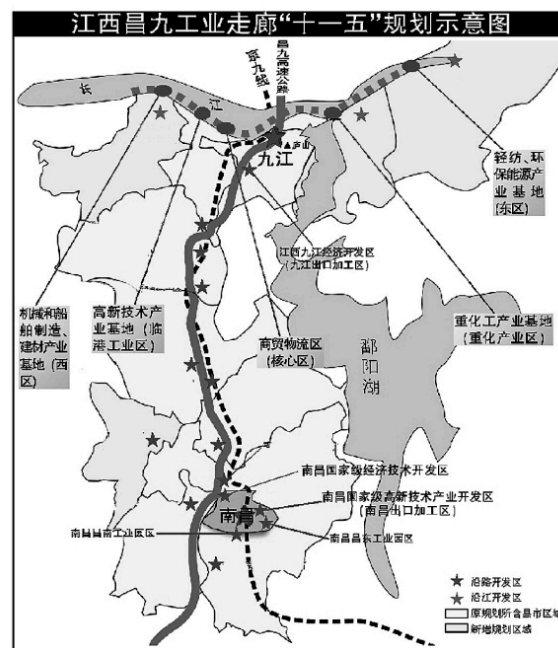 江西昌九工业走廊“十一五”规划示意图
长
江
京九线
昌九高速公路
庐山
九江
轻纺、环
保能源产
业基地
(东区)
江西九江经济开发区
(九江出口加工区)
机械和船
舶制造、
建材产业
基地(西
区)
高新技术产
业基地(临
港工业区)
商贸物流区
(核心区)
重化工产业基地
(重化产业区)
鄱阳湖
南昌国家级经济技术开发区
南昌国家级高新技术产业开发区
(南昌出口加工区)
南昌
南昌昌南工业园区
南昌昌东工业园区
沿路开发区
沿江开发区
原规划所含县市区域
新增规划区域